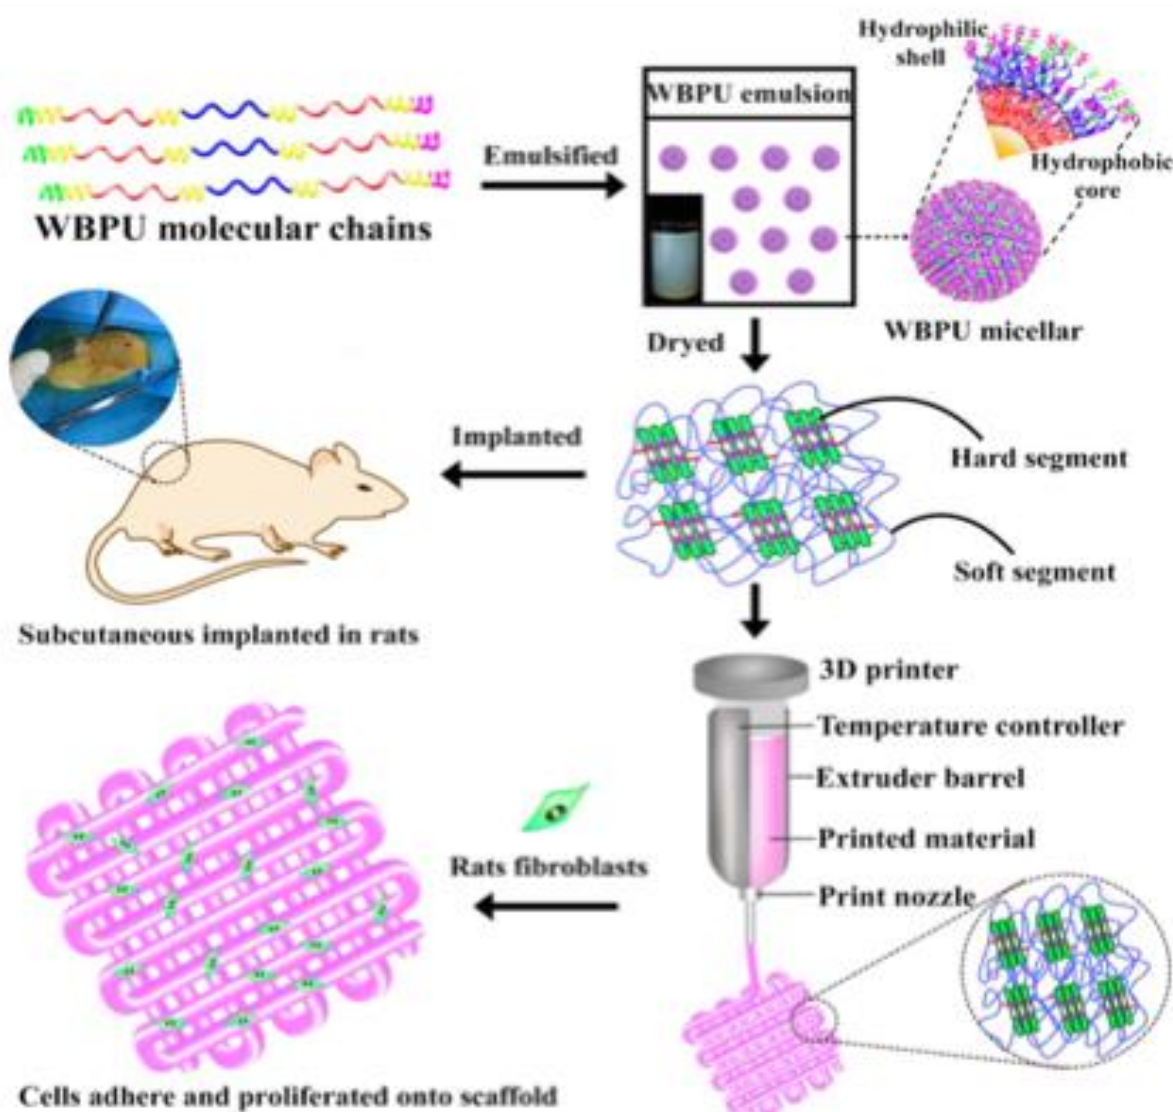 Hydrophilic
shell
WBPU emulsion
Emulsified
Hydrophobic
core
WBPU molecular chains
WBPU micellar
Dryed
Implanted
Hard segment
Soft segment
Subcutaneous implanted in rats
3D printer
Temperature controller
Extruder barrel
Printed material
Rats fibroblasts
Print nozzle
Cells adhere and proliferated onto scaffold